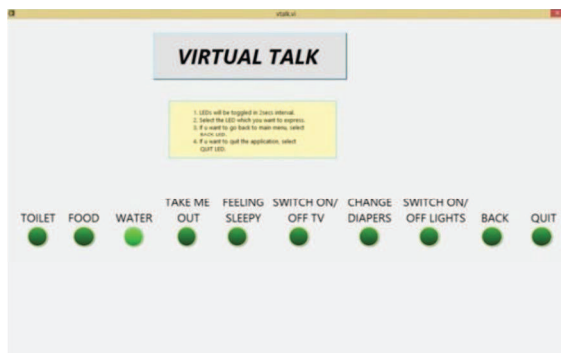 vtalk.vi
VIRTUAL TALK
1. LEDs will be toggled in 2secs interval.
2. Select the LED which you want to express.
3. If u want to go back to main menu, select
BACK LED.
4. If u want to quit the application, select
QUIT LED.
TOILET
FOOD
WATER
TAKE ME
OUT
FEELING
SLEEPY
SWITCH ON/
OFF TV
CHANGE
DIAPERS
SWITCH ON/
OFF LIGHTS
BACK
QUIT